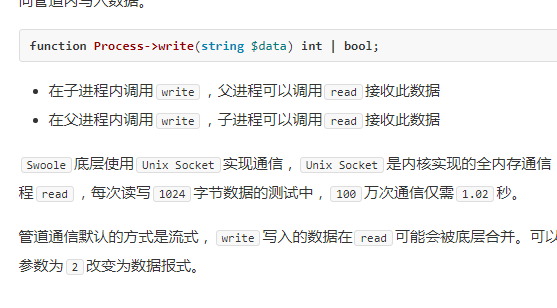 向管道内写入数据。
function Process->write(string $data) int | bool;
在子进程内调用 write ，父进程可以调用 read 接收此数据
在父进程内调用 write ，子进程可以调用 read 接收此数据
Swoole 底层使用 Unix Socket 实现通信， Unix Socket 是内核实现的全内存通信
程 read ，每次读写 1024 字节数据的测试中， 100 万次通信仅需 1.02 秒。
管道通信默认的方式是流式， write 写入的数据在 read 可能会被底层合并。可以
参数为 2 改变为数据报式。